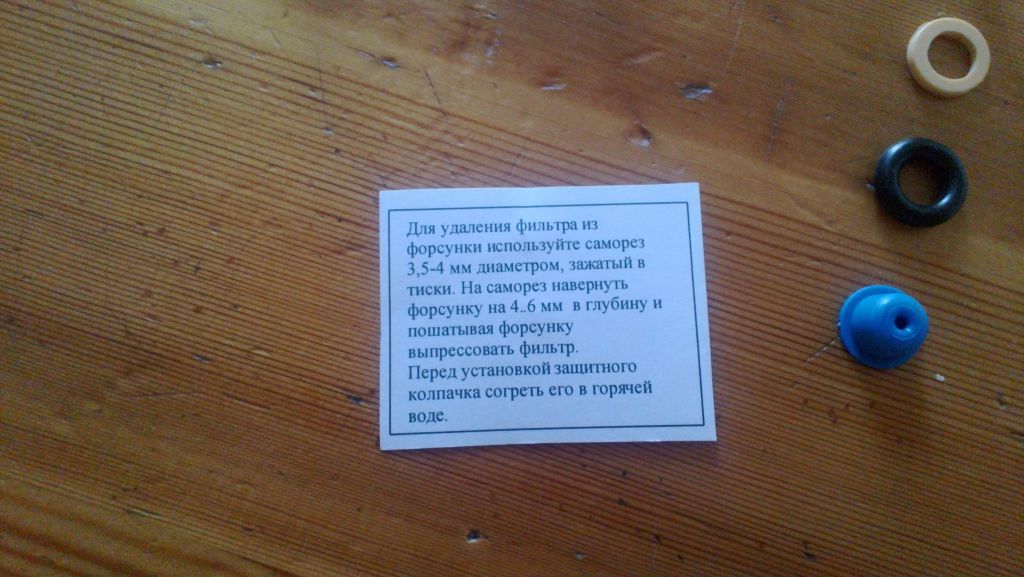 Для удаления фильтра из
форсунки используйте саморез
3,5-4 мм диаметром, зажатый в
тиски. На саморез навернуть
форсунку на 4..6 мм в глубину и
пошатывая форсунку
выпрессовать фильтр.
Перед установкой защитного
колпачка согреть его в горячей
воде.